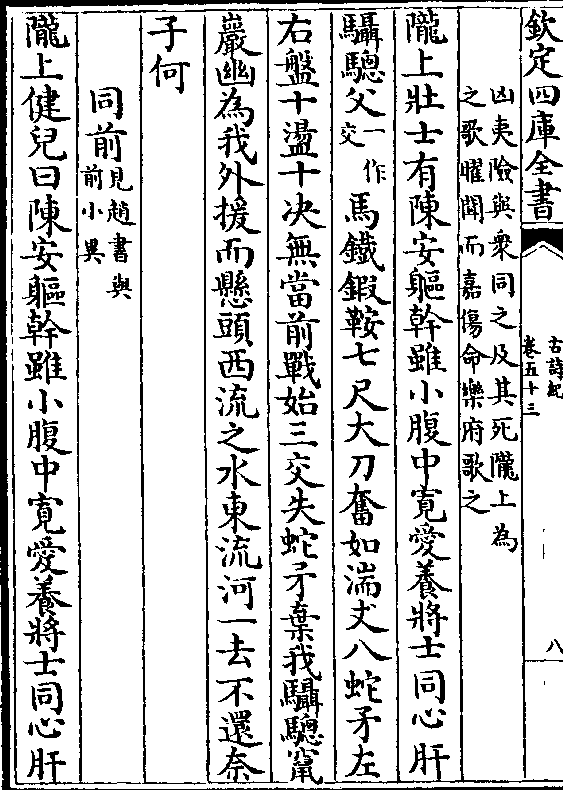 欽定四庫全書
古詩紀
卷五十三
八
凶夷險與衆同之及其死隴上為
之歌曜聞而嘉傷命樂府歌之
隴上壯士有陳安軀幹雖小腹中寛愛養將士同心肝
驌驄父一作交馬鐵鍜鞍七尺大刀奮如湍丈八蛇矛左
右盤十盪十决無當前戰始三交失蛇矛棄我驌驄竄
巖幽為我外援而懸頭西流之水東流河一去不還奈
子何
同前見趙書與前小異
隴上健兒曰陳安軀幹雖小腹中寛愛養將士同心肝